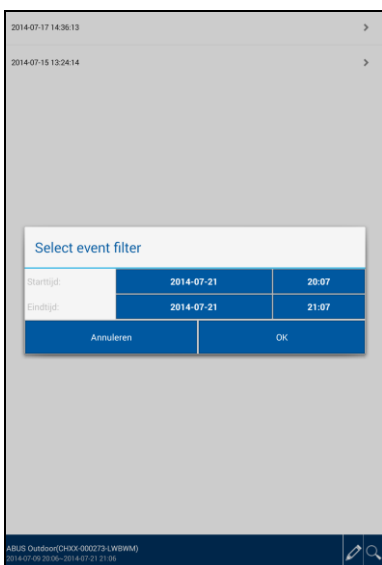 2014-07-17 14:36:13
2014-07-15 13:24:14
Select event filter
Starttijd: 2014-07-21 20:07
Eindtijd: 2014-07-21 21:07
Annuleren OK
ABUS Outdoor(CHXX-000273-LWBWM)
2014-07-09 20:06~2014-07-21 21:06